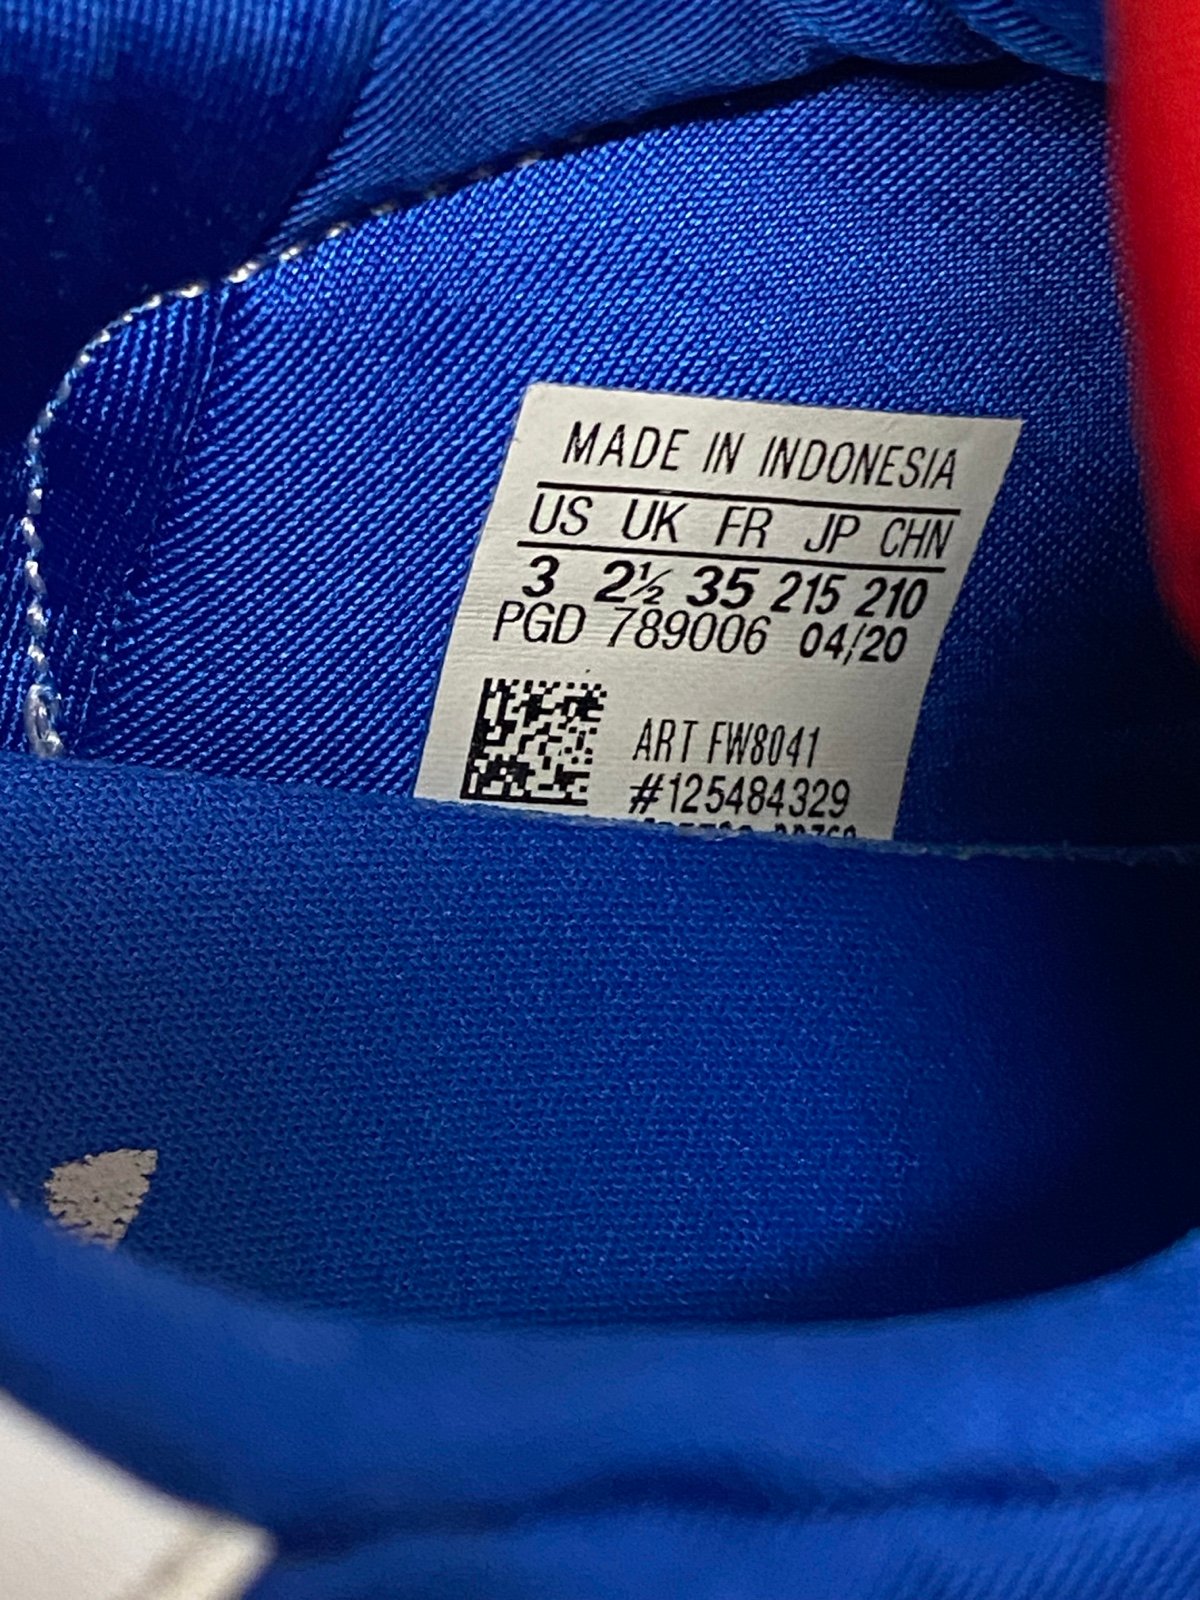 MADE IN INDONESIA
US UK FR JP CHN
3 2½ 35 215 210
PGD 789006 04/20
ART FW8041
#125484329